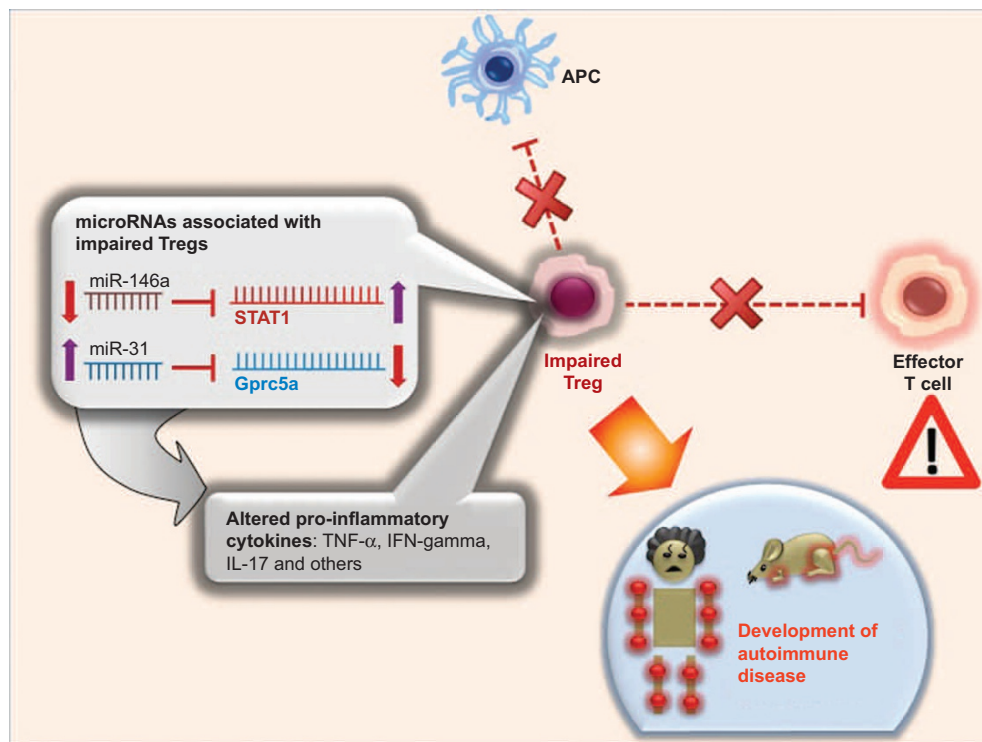 APC
microRNAs associated with
impaired Tregs
miR-146a
STAT1
miR-31
Gprc5a
Impaired
Treg
Effector
T cell
!
Altered pro-inflammatory
cytokines: TNF-α, IFN-gamma,
IL-17 and others
Development of
autoimmune
disease